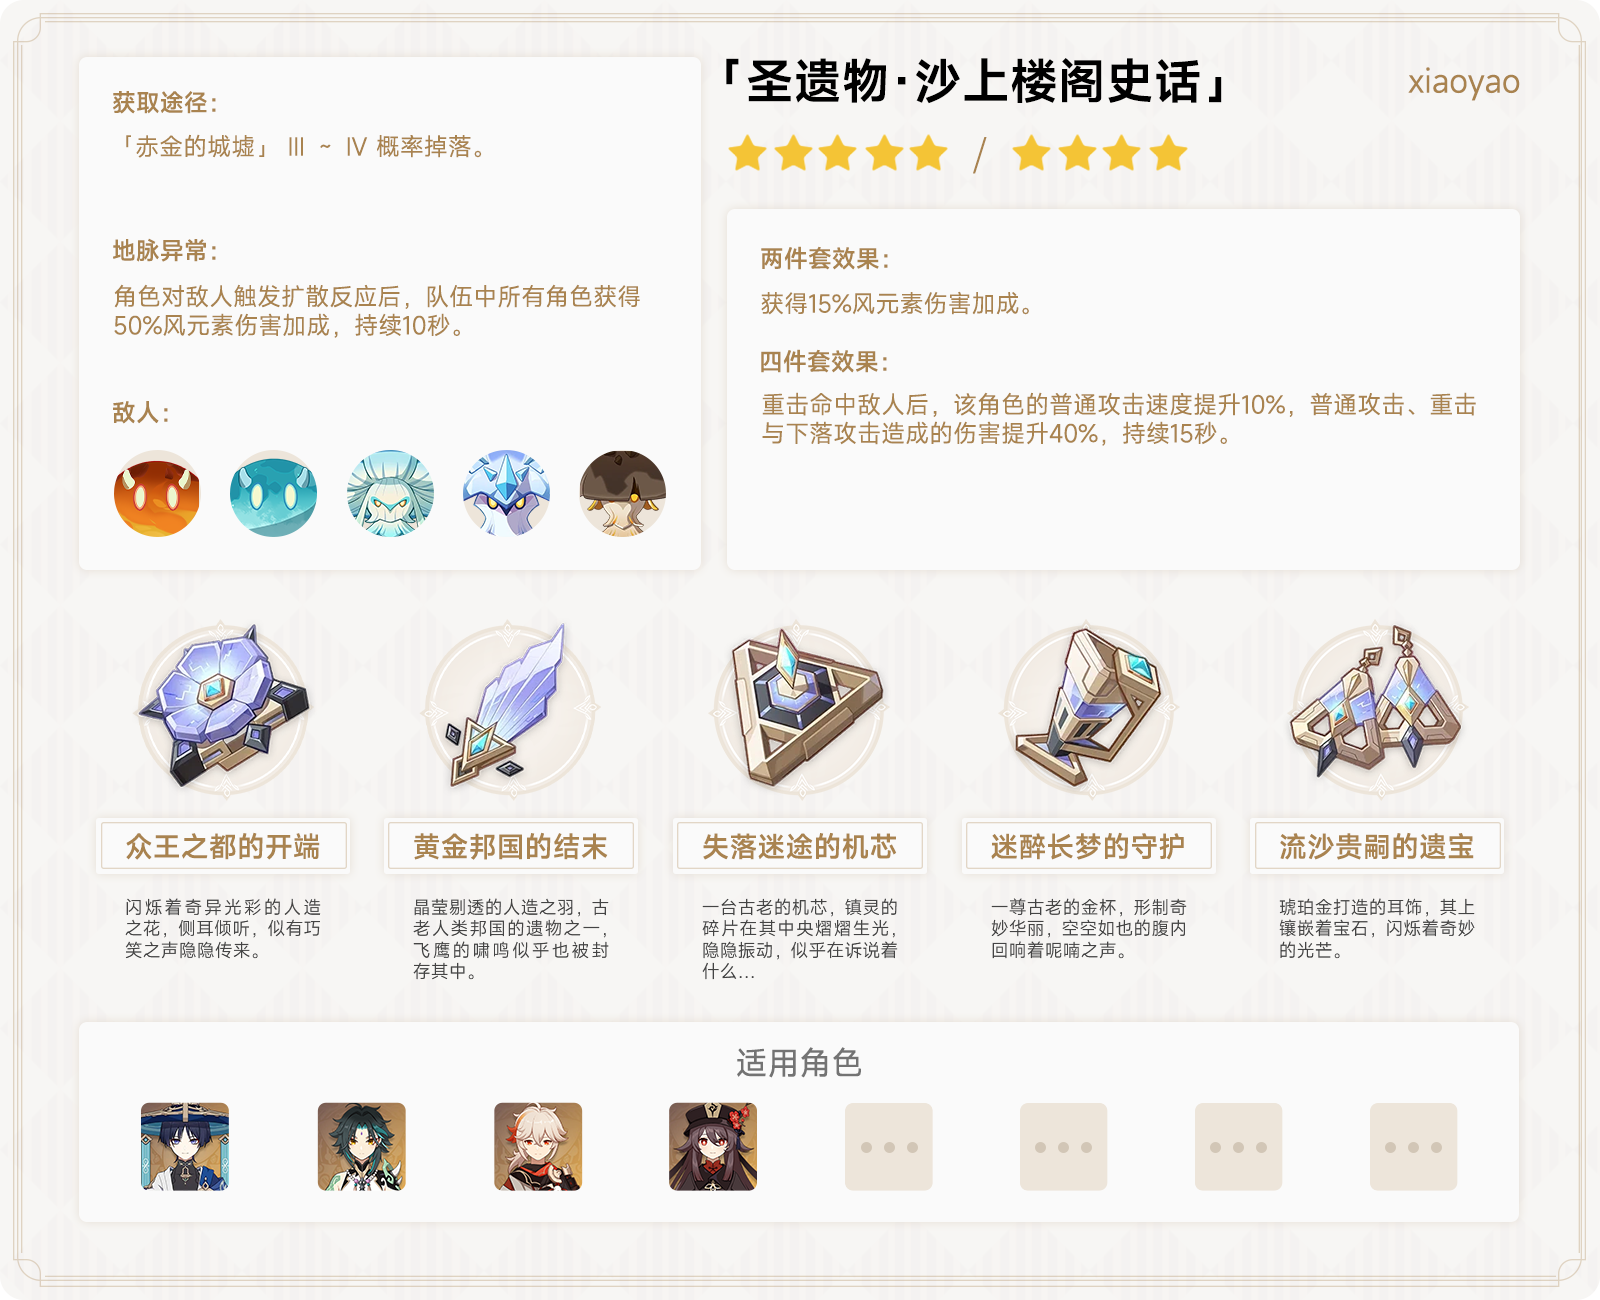 「圣遗物·沙上楼阁史话」
xiaoyao
获取途径：
「赤金的城墟」 III ~ IV 概率掉落。
地脉异常：
角色对敌人触发扩散反应后，队伍中所有角色获得
50%风元素伤害加成，持续10秒。
敌人：
两件套效果：
获得15%风元素伤害加成。
四件套效果：
重击命中敌人后，该角色的普通攻击速度提升10%，普通攻击、重击
与下落攻击造成的伤害提升40%，持续15秒。
众王之都的开端
闪烁着奇异光彩的人造
之花，侧耳倾听，似有巧
笑之声隐隐传来。
黄金邦国的结末
晶莹剔透的人造之羽，古
老人类邦国的遗物之一，
飞鹰的啸鸣似乎也被封
存其中。
失落迷途的机芯
一台古老的机芯，镇灵的
碎片在其中央熠熠生光，
隐隐振动，似乎在诉说着
什么…
迷醉长梦的守护
一尊古老的金杯，形制奇
妙华丽，空空如也的腹内
回响着呢喃之声。
流沙贵嗣的遗宝
琥珀金打造的耳饰，其上
镶嵌着宝石，闪烁着奇妙
的光芒。
适用角色